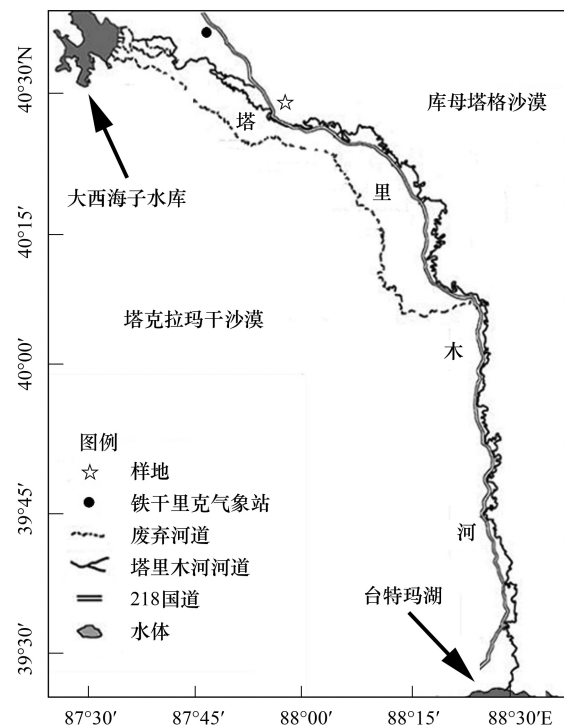 40°30′N
库母塔格沙漠
塔
大西海子水库
里
40°15′
塔克拉玛干沙漠
木
40°00′
图例
样地
铁干里克气象站
39°45′
废弃河道
河
塔里木河河道
218国道
台特玛湖
水体
39°30′
87°30′ 87°45′ 88°00′ 88°15′ 88°30′E